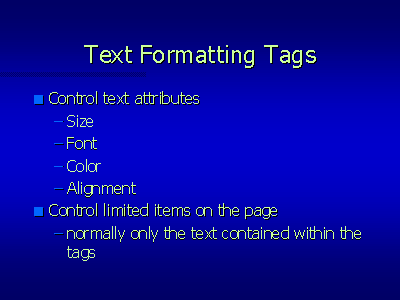 Text Formatting Tags
Control text attributes
– Size
– Font
– Color
– Alignment
Control limited items on the page
– normally only the text contained within the
tags